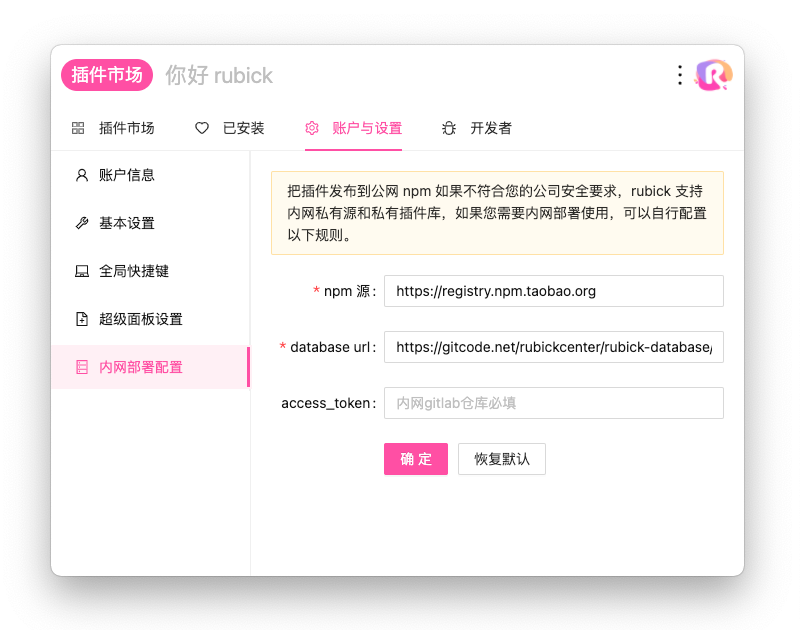 插件市场 你好 rubick
插件市场 已安装 账户与设置 开发者
账户信息
基本设置
全局快捷键
超级面板设置
内网部署配置
把插件发布到公网 npm 如果不符合您的公司安全要求，rubick 支持
内网私有源和私有插件库，如果您需要内网部署使用，可以自行配置
以下规则。
* npm 源: https://registry.npm.taobao.org
* database url: https://gitcode.net/rubickcenter/rubick-database/
access_token: 内网gitlab仓库必填
确 定 恢复默认